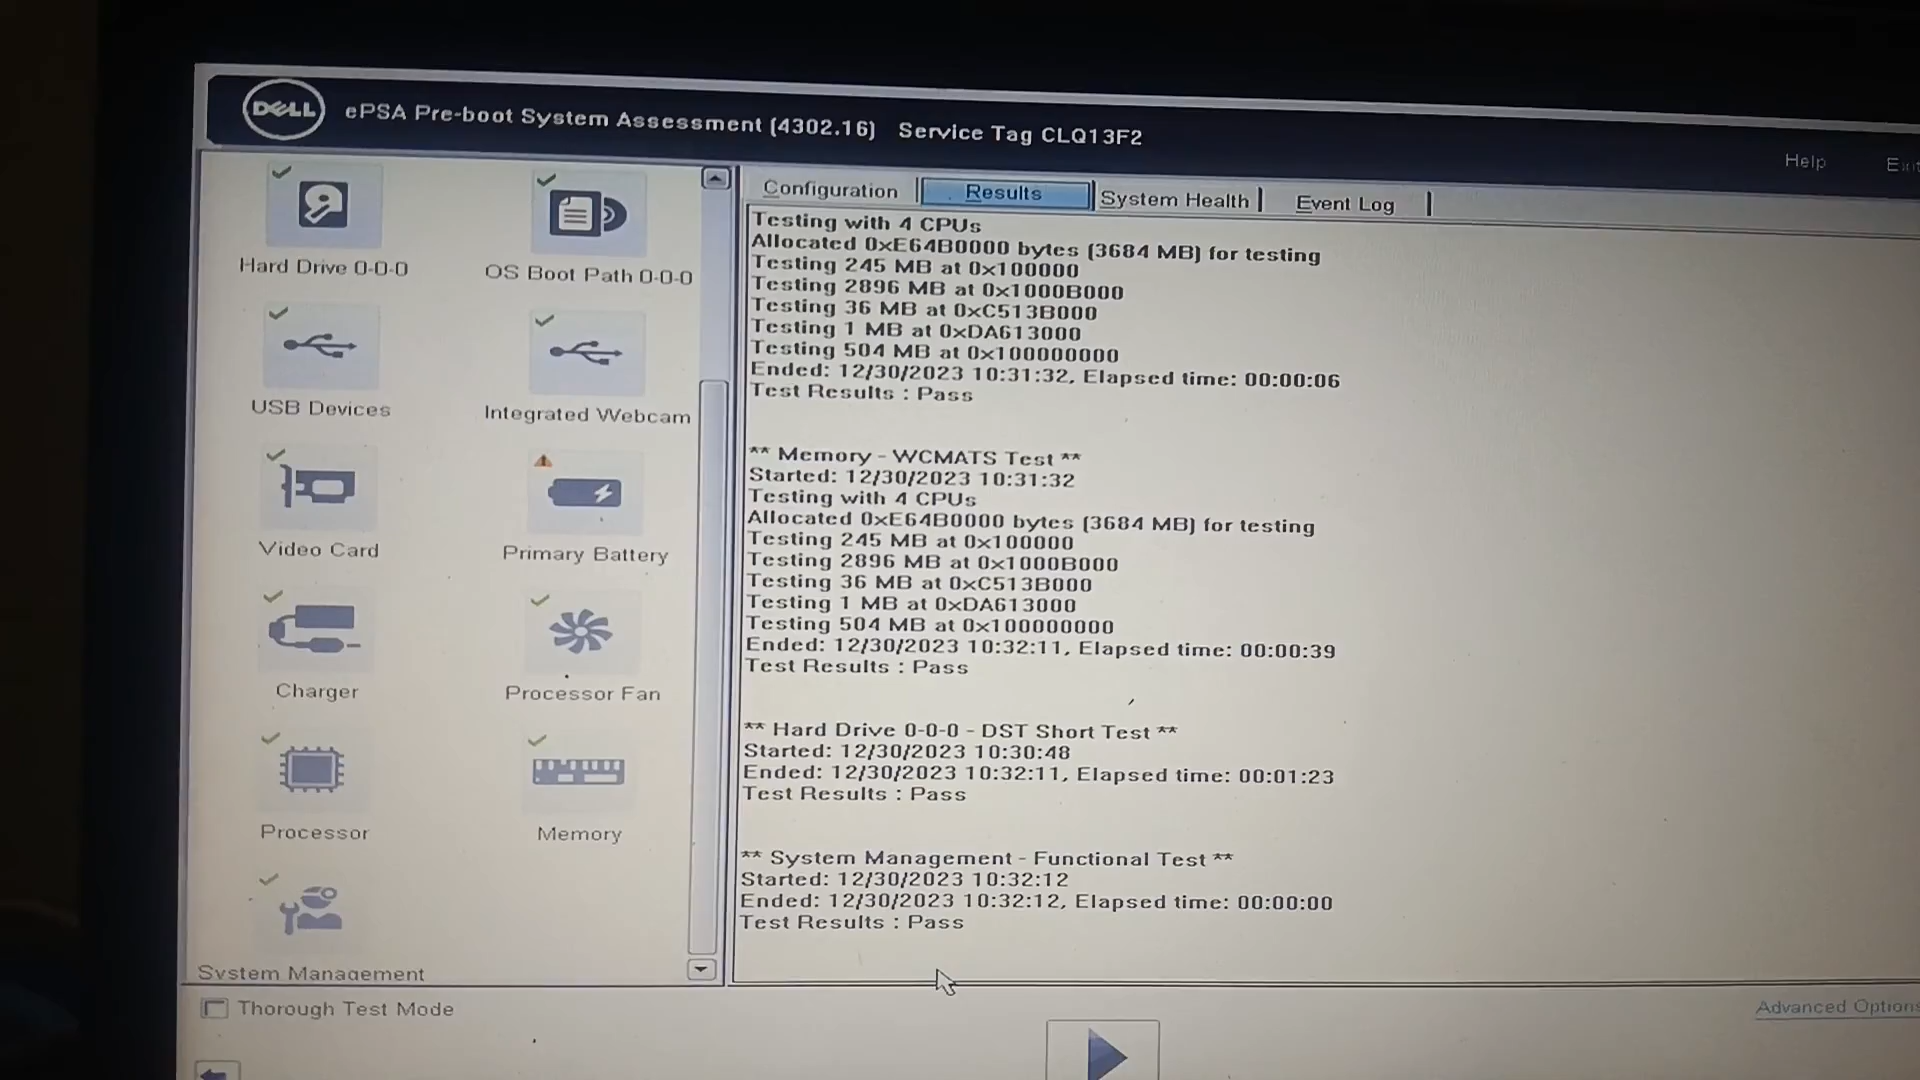 DELL ePSA Pre-boot System Assessment (4302.16) Service Tag CLQ13F2
Help
Hard Drive 0-0-0
OS Boot Path 0-0-0
USB Devices
Integrated Webcam
Video Card
Primary Battery
Charger
Processor Fan
Processor
Memory
System Management
Thorough Test Mode
Configuration
Results
System Health
Event Log
Testing with 4 CPUs
Allocated 0xE64B0000 bytes (3684 MB) for testing
Testing 245 MB at 0x100000
Testing 2896 MB at 0x1000B000
Testing 36 MB at 0xC513B000
Testing 1 MB at 0xDA613000
Testing 504 MB at 0x100000000
Ended: 12/30/2023 10:31:32, Elapsed time: 00:00:06
Test Results : Pass
** Memory - WCMATS Test **
Started: 12/30/2023 10:31:32
Testing with 4 CPUs
Allocated 0xE64B0000 bytes (3684 MB) for testing
Testing 245 MB at 0x100000
Testing 2896 MB at 0x1000B000
Testing 36 MB at 0xC513B000
Testing 1 MB at 0xDA613000
Testing 504 MB at 0x100000000
Ended: 12/30/2023 10:32:11, Elapsed time: 00:00:39
Test Results : Pass
** Hard Drive 0-0-0 - DST Short Test **
Started: 12/30/2023 10:30:48
Ended: 12/30/2023 10:32:11, Elapsed time: 00:01:23
Test Results : Pass
** System Management - Functional Test **
Started: 12/30/2023 10:32:12
Ended: 12/30/2023 10:32:12, Elapsed time: 00:00:00
Test Results : Pass
Advanced Options